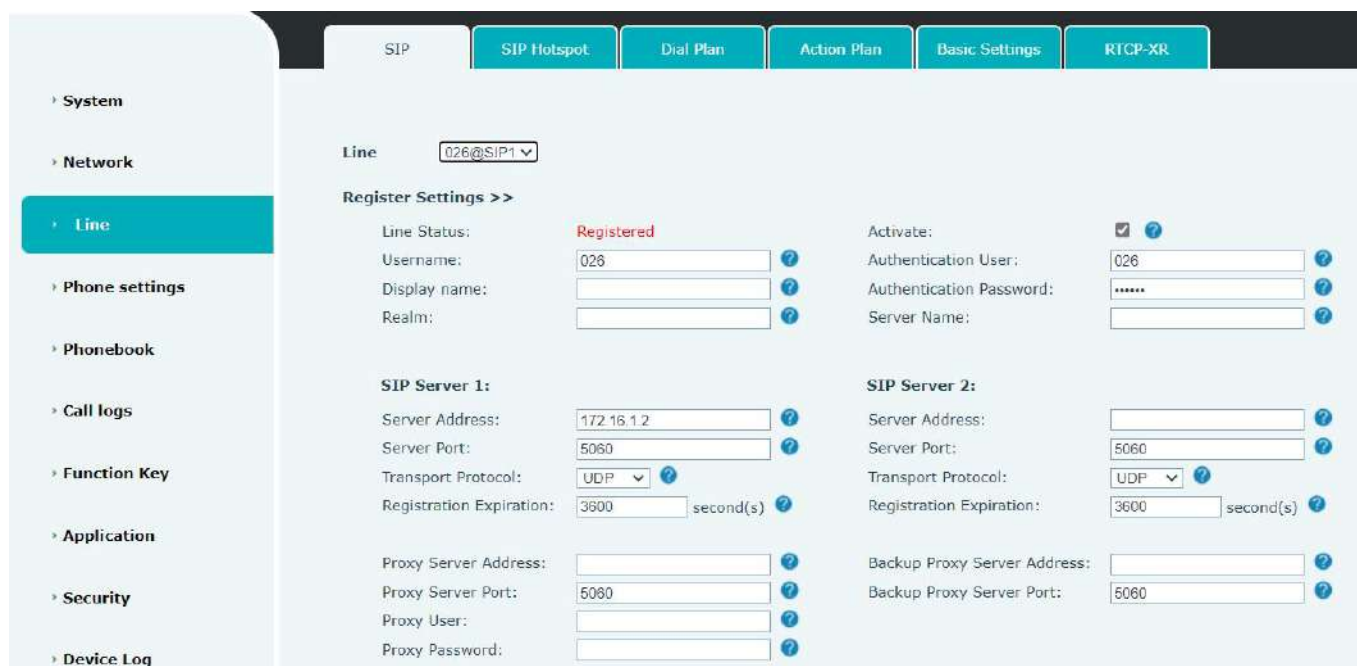 SIP
SIP Hotspot
Dial Plan
Action Plan
Basic Settings
RTCP-XR
System
Network
Line
Phone settings
Phonebook
Call logs
Function Key
Application
Security
Device Log
Line 026@SIP1
Register Settings >>
Line Status: Registered Activate:
Username: 026 Authentication User: 026
Display name: Authentication Password: ••••••
Realm: Server Name:
SIP Server 1: SIP Server 2:
Server Address: 172.16.1.2 Server Address:
Server Port: 5060 Server Port: 5060
Transport Protocol: UDP Transport Protocol: UDP
Registration Expiration: 3600 second(s) Registration Expiration: 3600 second(s)
Proxy Server Address: Backup Proxy Server Address:
Proxy Server Port: 5060 Backup Proxy Server Port: 5060
Proxy User:
Proxy Password: